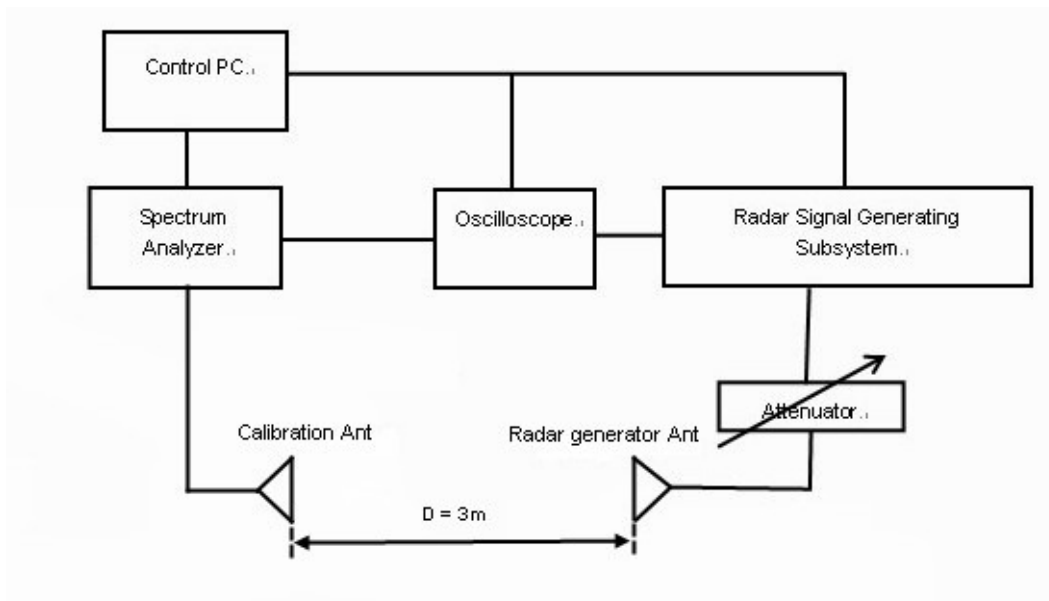 Control PC
Spectrum
Analyzer
Oscilloscope
Radar Signal Generating
Subsystem
Attenuator
Calibration Ant
Radar generator Ant
D = 3m